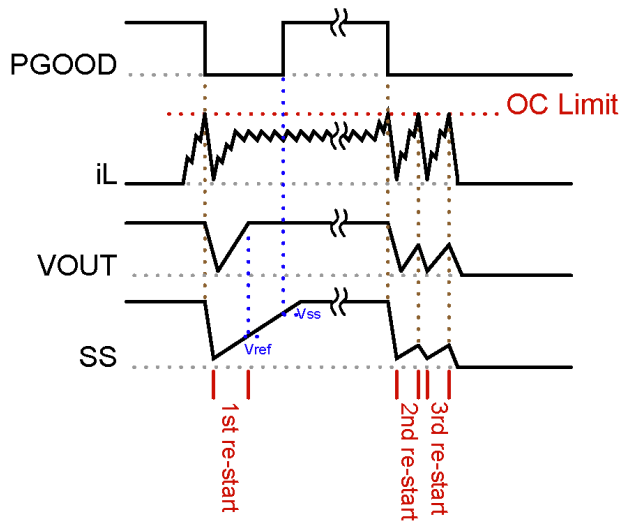 PGOOD
OC Limit
iL
VOUT
Vss
SS
Vref
1st re-start
2nd re-start
3rd re-start